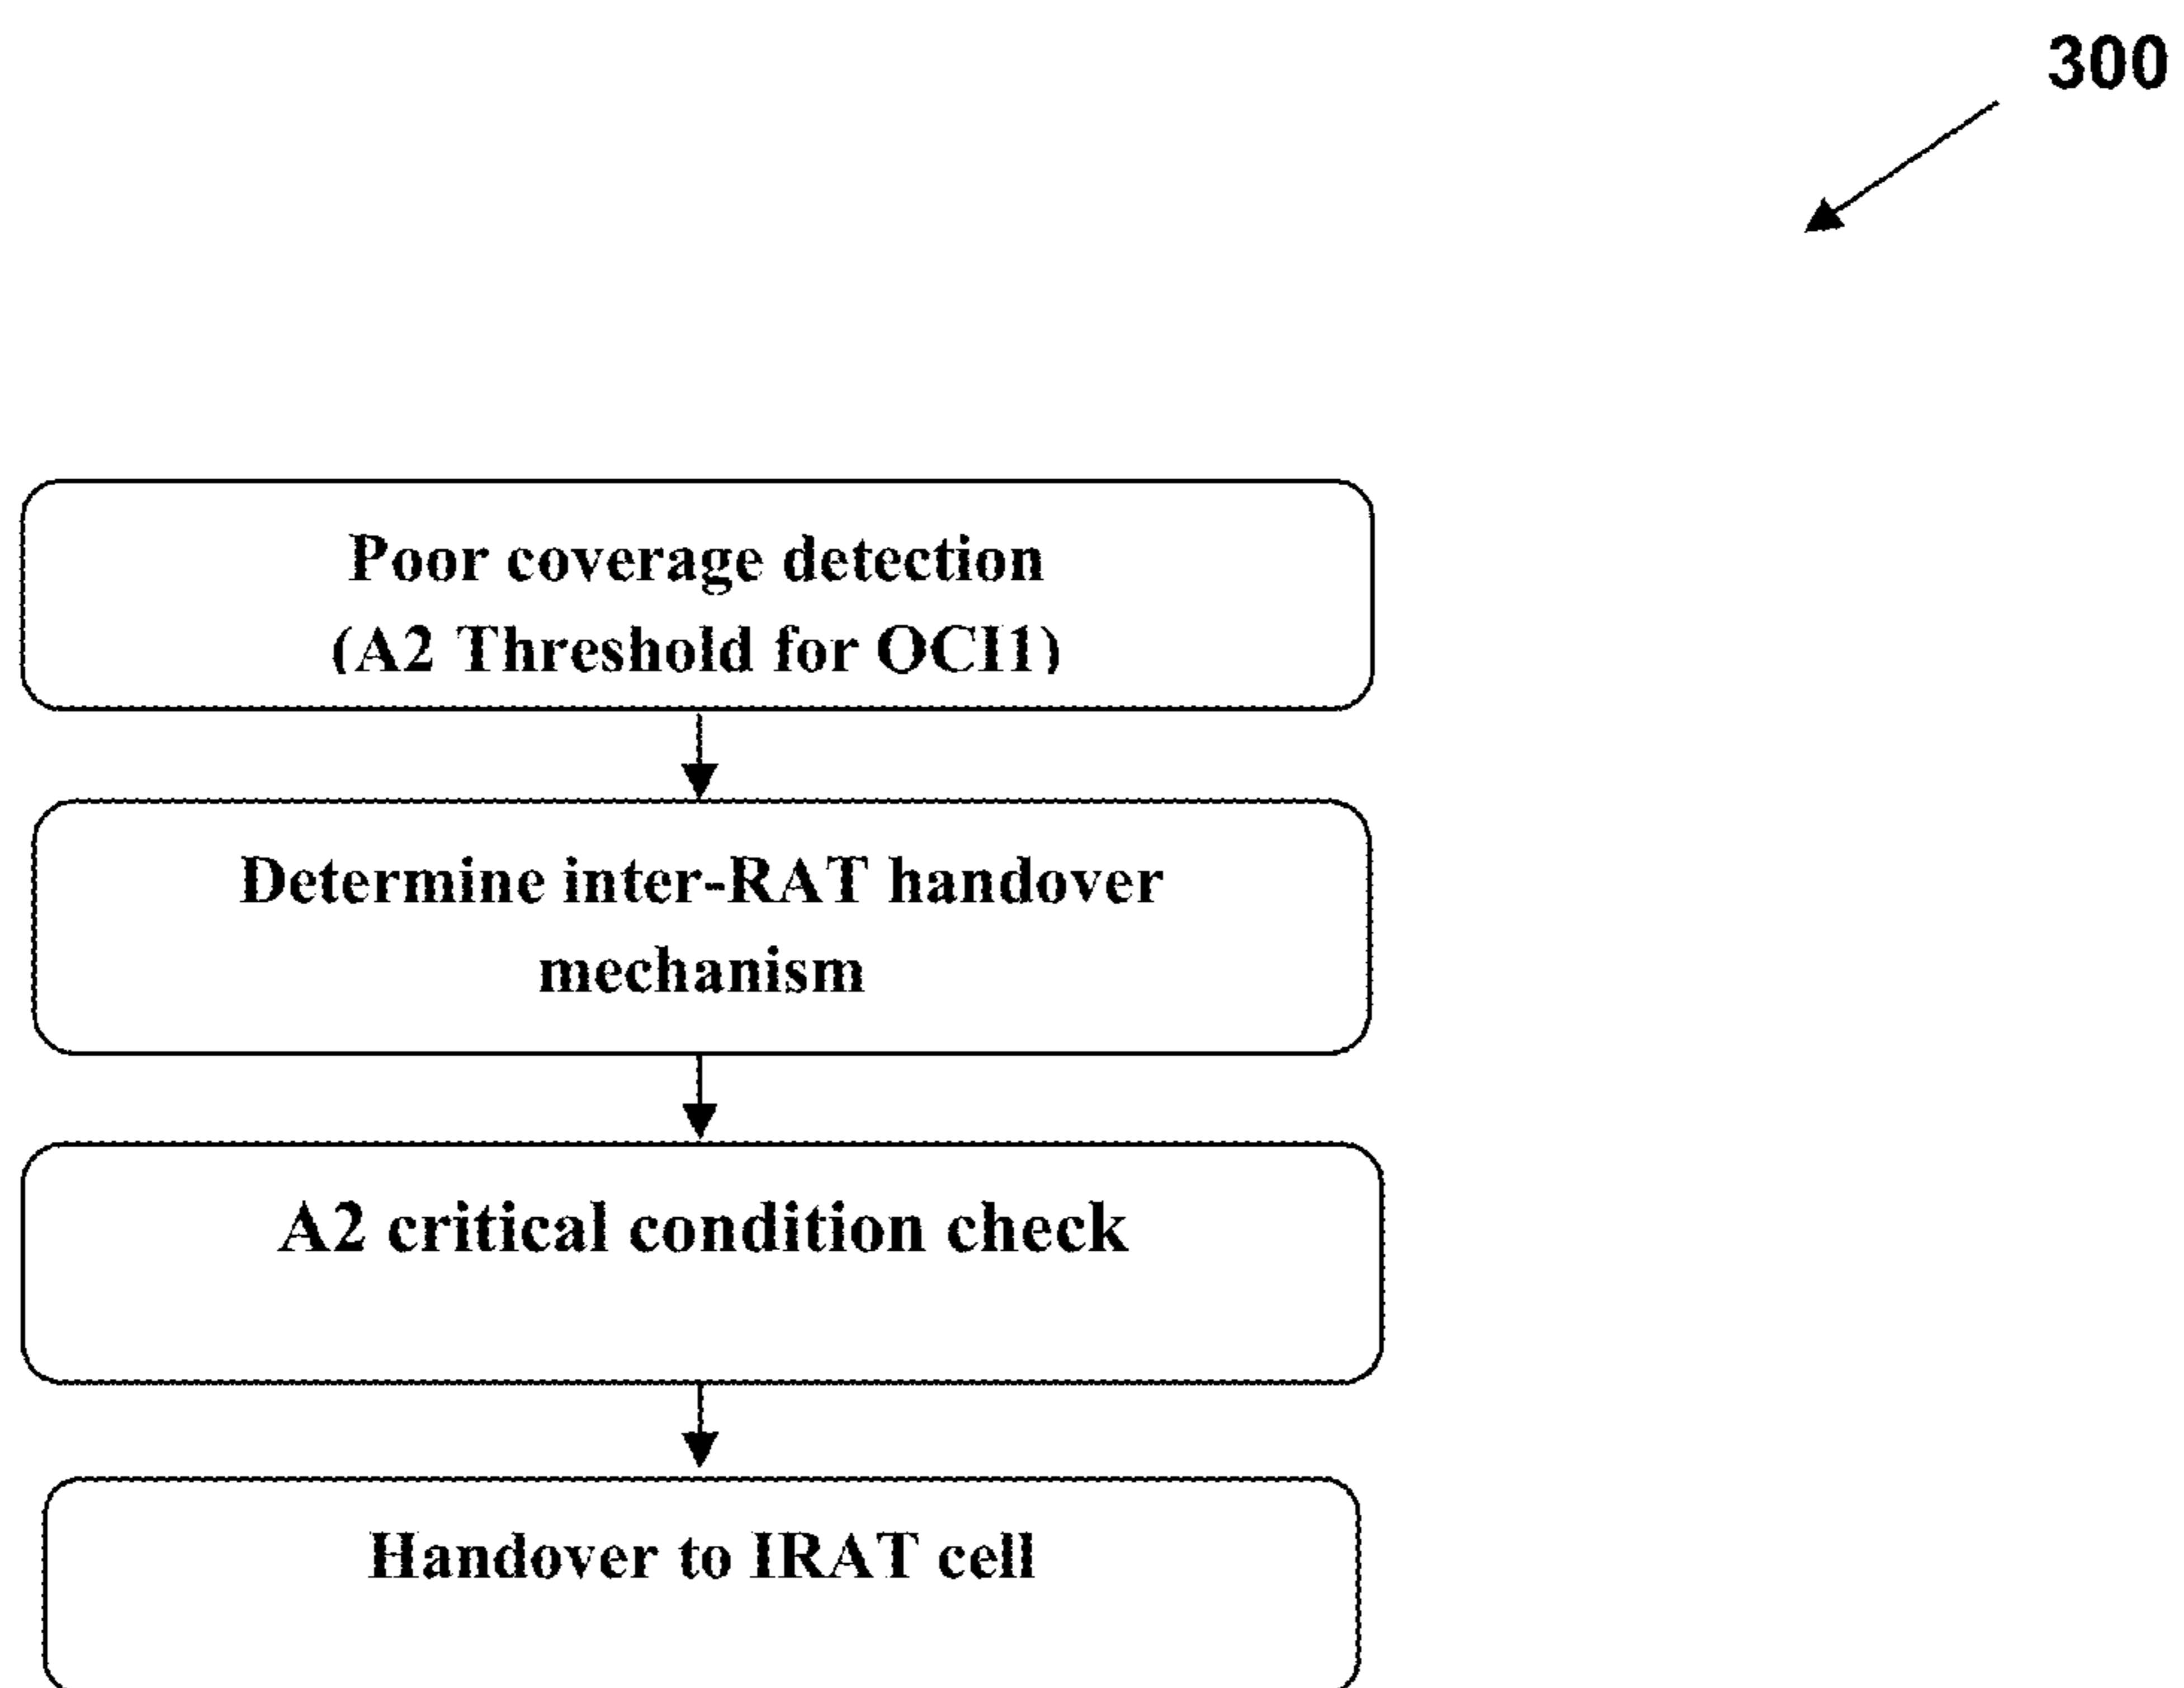 300
Poor coverage detection
(A2 Threshold for OCI1)
Determine inter-RAT handover
mechanism
A2 critical condition check
Handover to IRAT cell